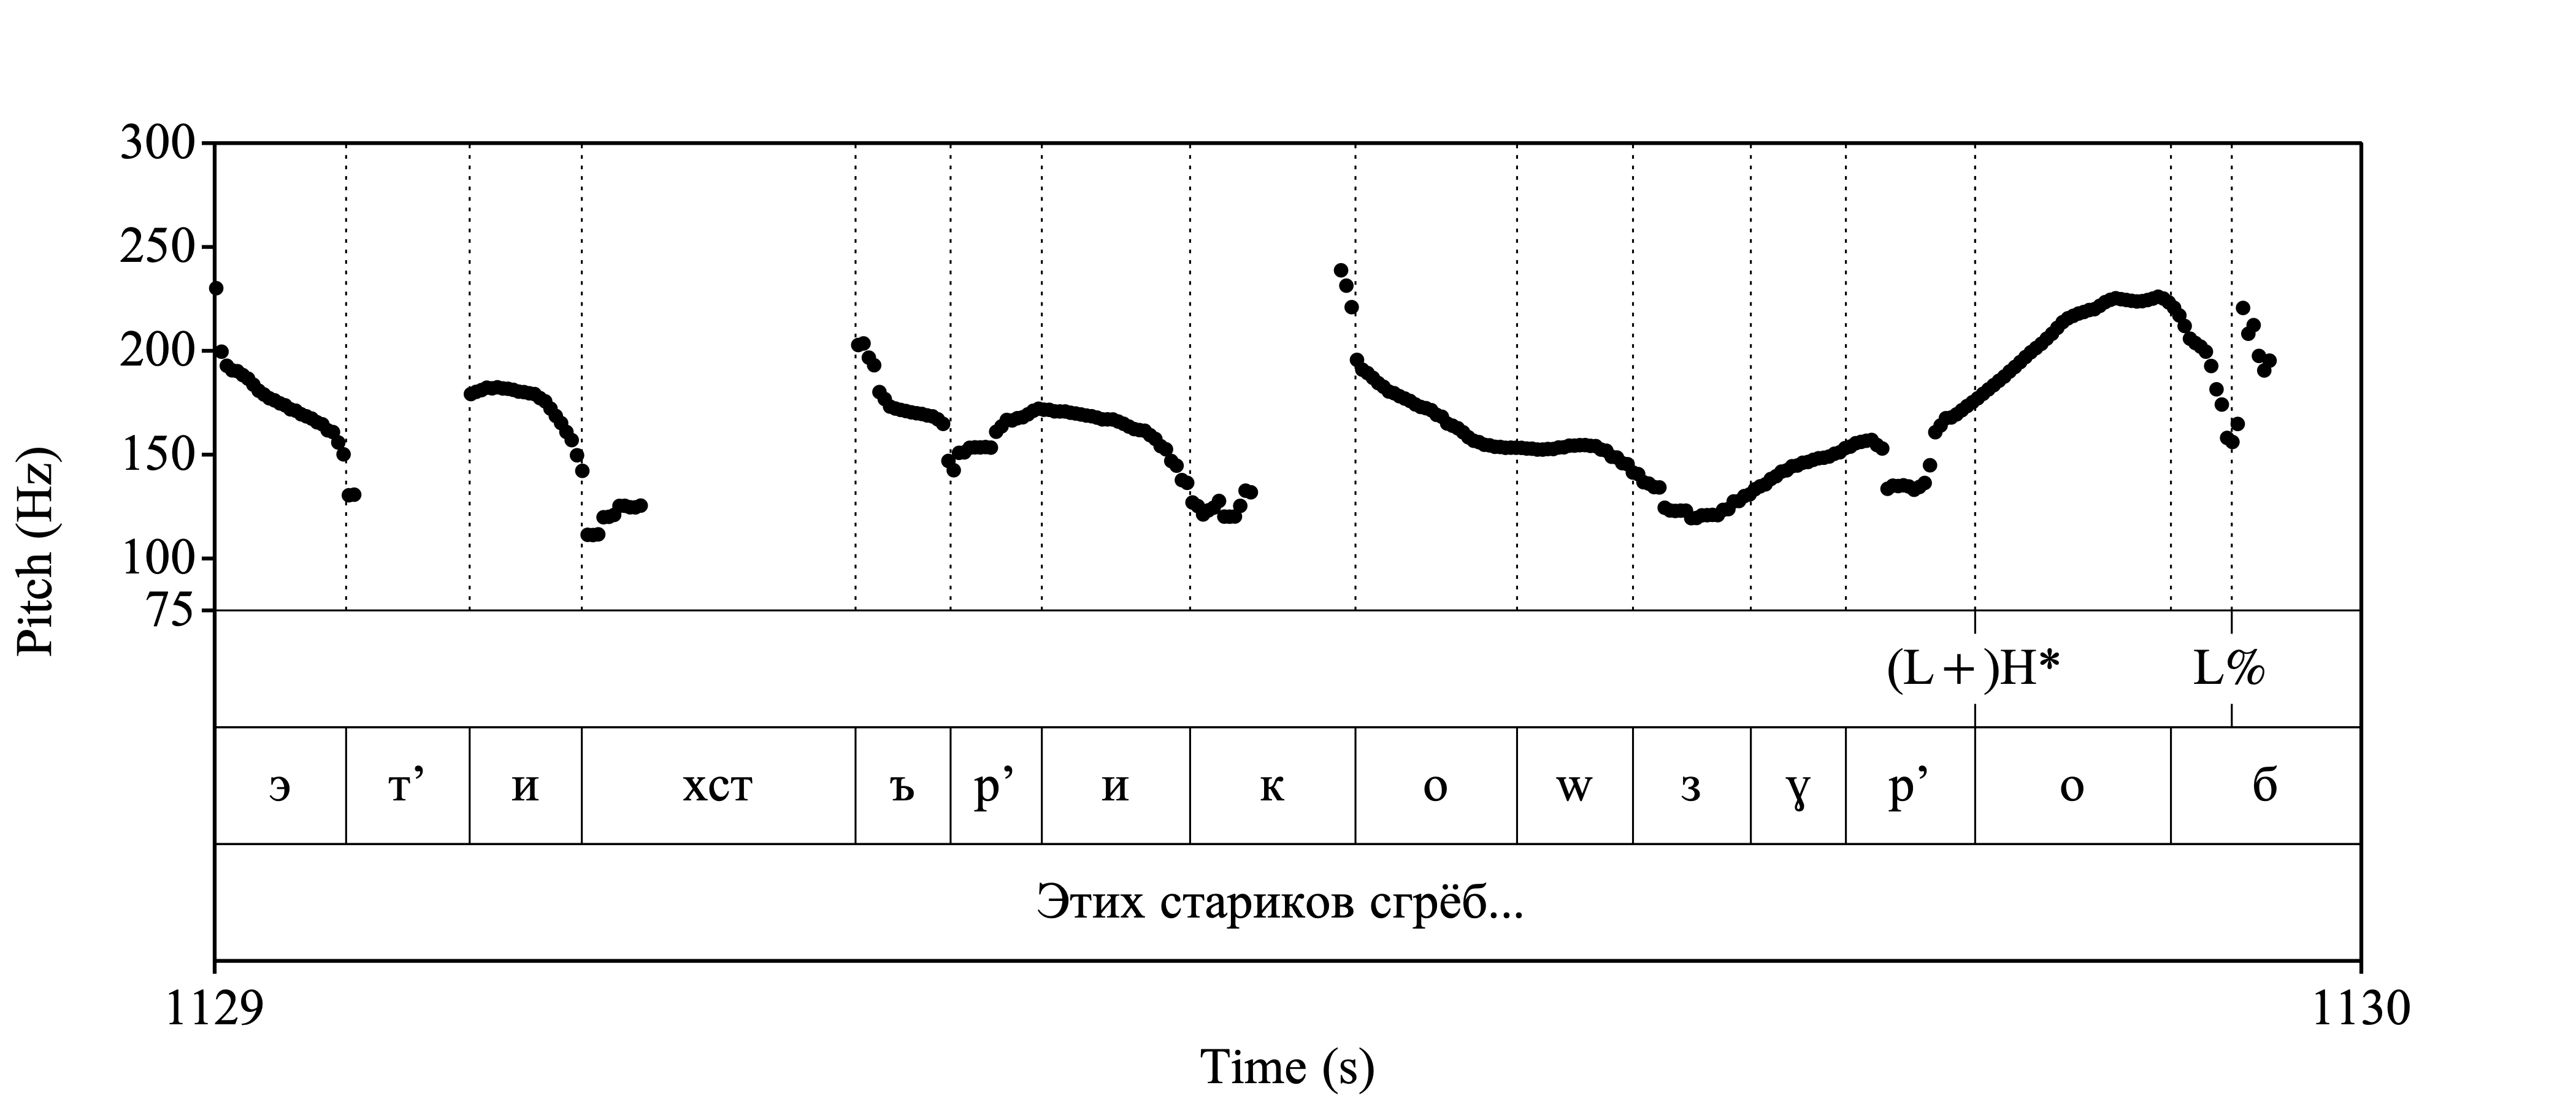 300
250
200
150
100
75
Pitch (Hz)
(L+)H* L%
э т’ и хст ъ р’ и к о w з ɣ р’ о б
Этих стариков сгрёб...
1129 1130
Time (s)